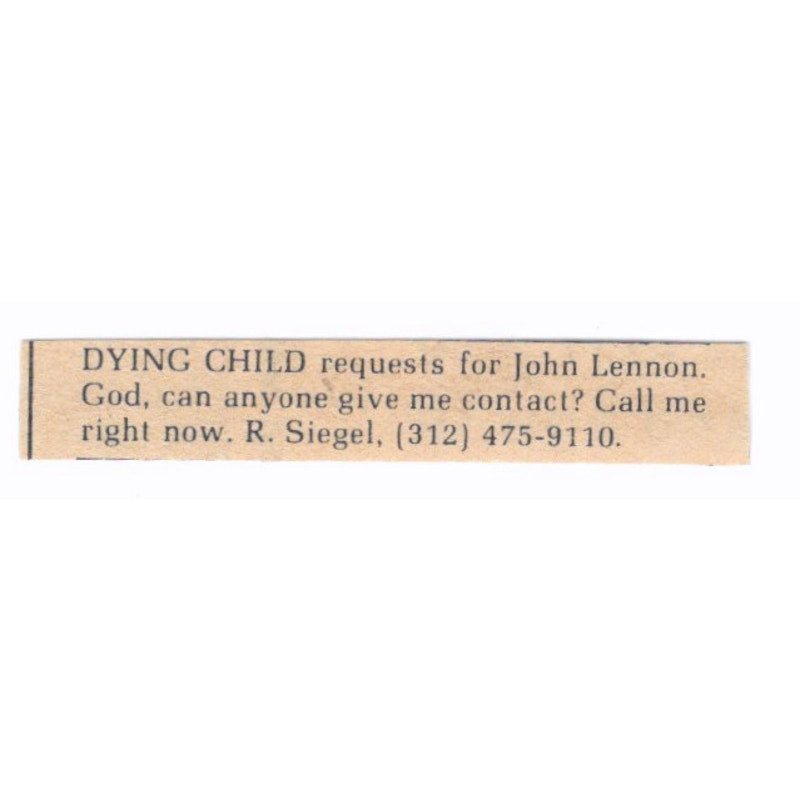 DYING CHILD requests for John Lennon.
God, can anyone give me contact? Call me
right now. R. Siegel, (312) 475-9110.